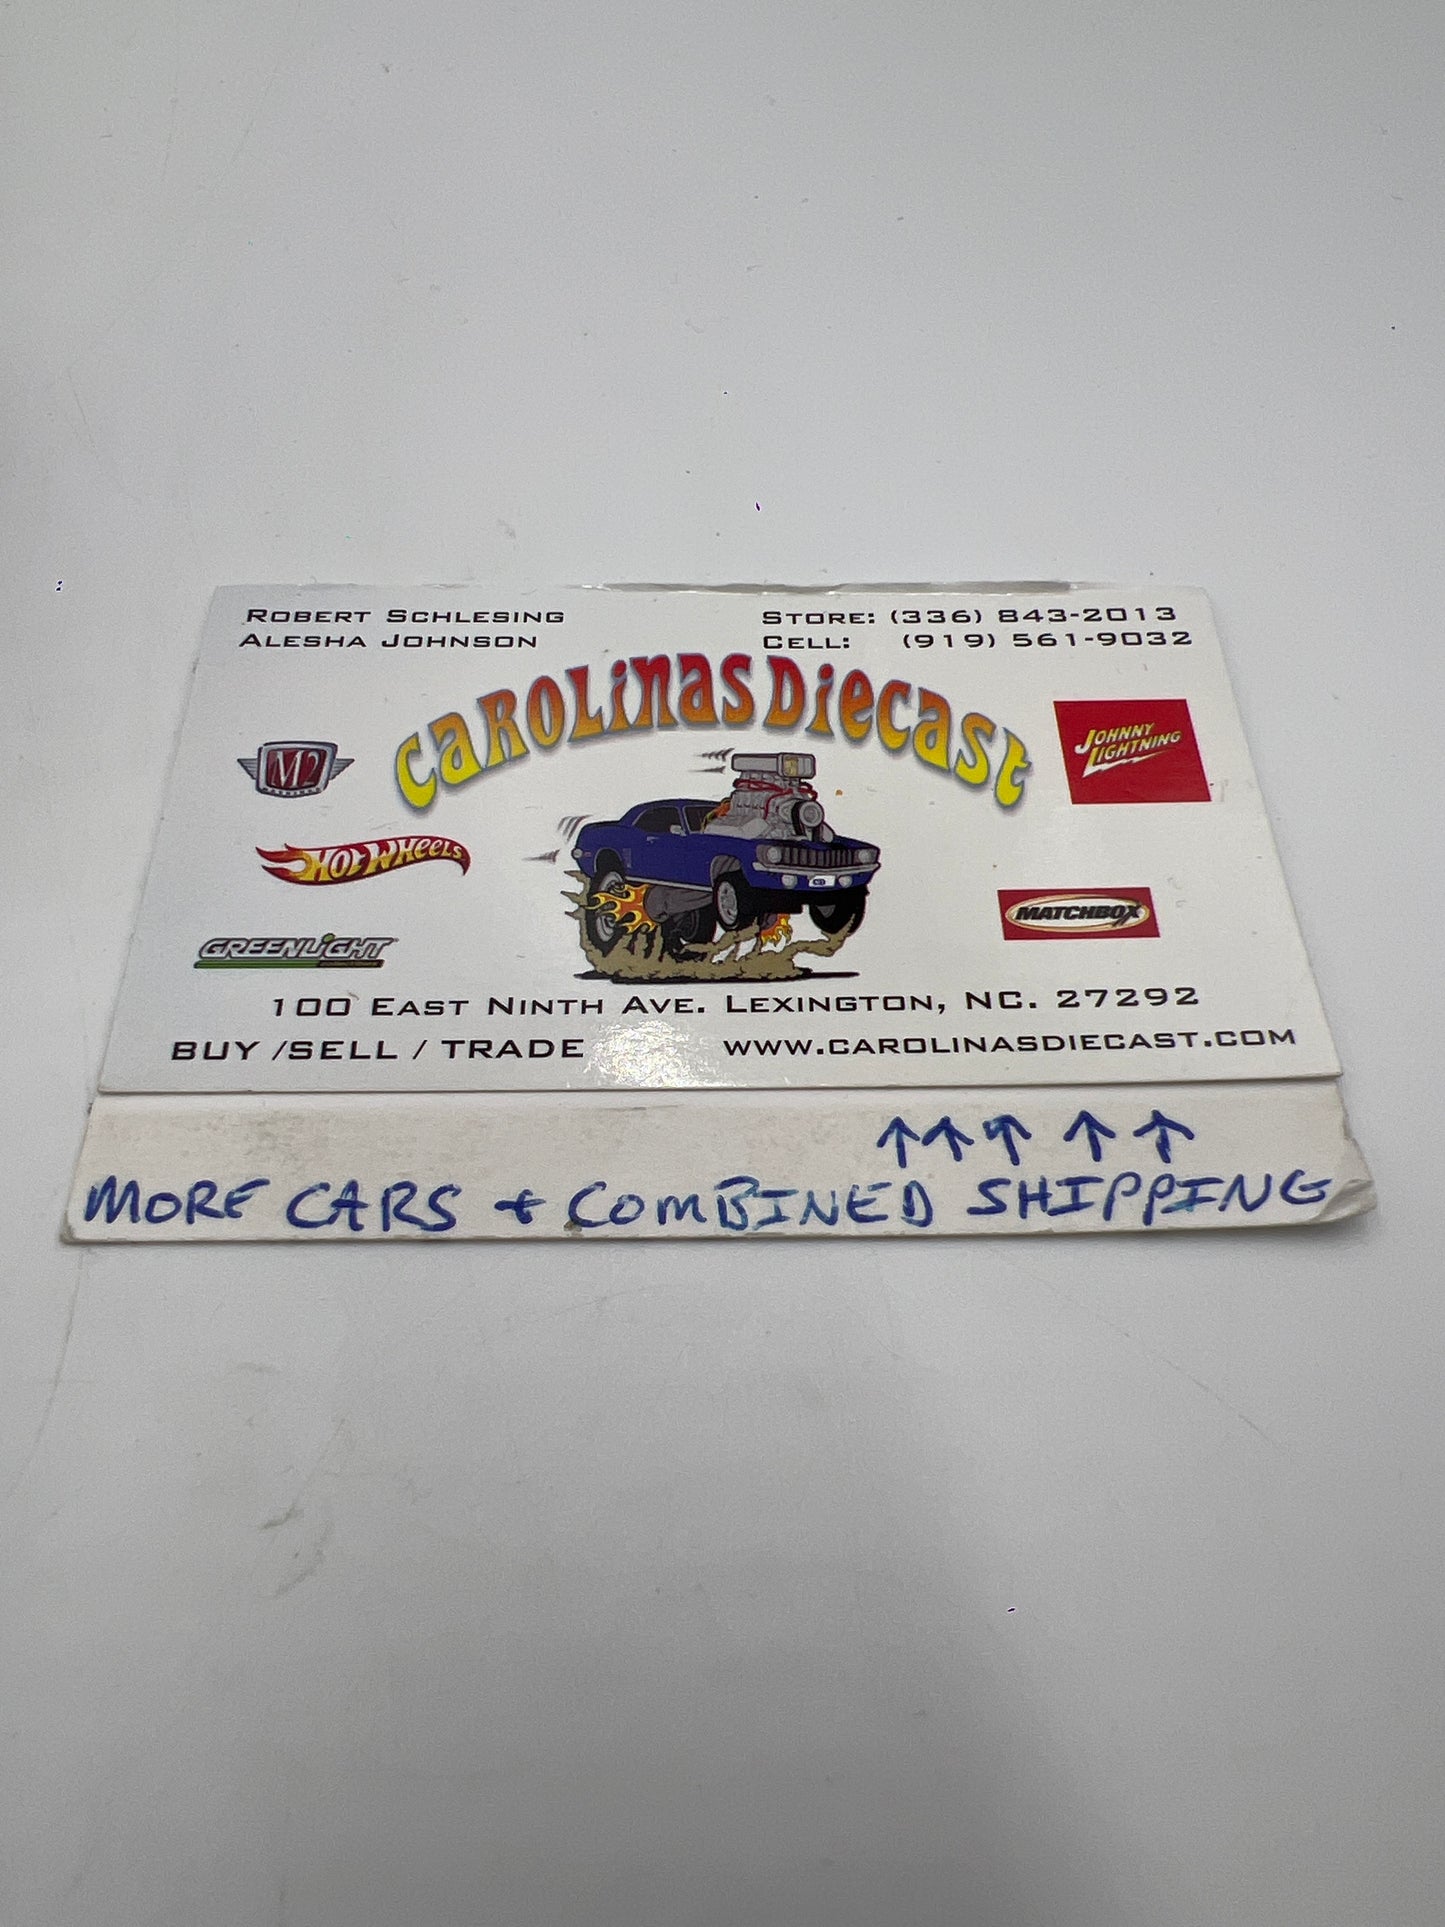 ROBERT SCHLESING
ALESHA JOHNSON
STORE: (336) 843-2013
CELL: (919) 561-9032
CAROLINAS DIECAST
M2
HOT WHEELS
GREENLIGHT
JOHNNY
LIGHTNING
MATCHBOX
100 EAST NINTH AVE. LEXINGTON, NC. 27292
BUY /SELL / TRADE
WWW.CAROLINASDIECAST.COM
↑ ↑ ↑ ↑ ↑
MORE CARS + COMBINED SHIPPING